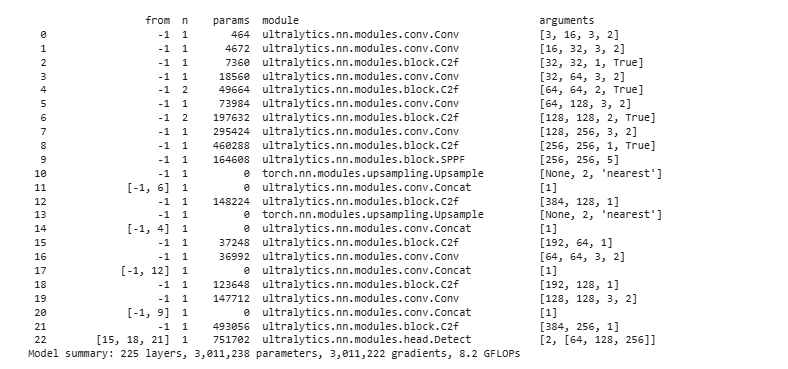 from  n    params  module                                       arguments
  0                  -1  1       464  ultralytics.nn.modules.conv.Conv             [3, 16, 3, 2]
  1                  -1  1      4672  ultralytics.nn.modules.conv.Conv             [16, 32, 3, 2]
  2                  -1  1      7360  ultralytics.nn.modules.block.C2f             [32, 32, 1, True]
  3                  -1  1     18560  ultralytics.nn.modules.conv.Conv             [32, 64, 3, 2]
  4                  -1  2     49664  ultralytics.nn.modules.block.C2f             [64, 64, 2, True]
  5                  -1  1     73984  ultralytics.nn.modules.conv.Conv             [64, 128, 3, 2]
  6                  -1  2    197632  ultralytics.nn.modules.block.C2f             [128, 128, 2, True]
  7                  -1  1    295424  ultralytics.nn.modules.conv.Conv             [128, 256, 3, 2]
  8                  -1  1    460288  ultralytics.nn.modules.block.C2f             [256, 256, 1, True]
  9                  -1  1    164608  ultralytics.nn.modules.block.SPPF            [256, 256, 5]
 10                  -1  1         0  torch.nn.modules.upsampling.Upsample         [None, 2, 'nearest']
 11             [-1, 6]  1         0  ultralytics.nn.modules.conv.Concat           [1]
 12                  -1  1    148224  ultralytics.nn.modules.block.C2f             [384, 128, 1]
 13                  -1  1         0  torch.nn.modules.upsampling.Upsample         [None, 2, 'nearest']
 14             [-1, 4]  1         0  ultralytics.nn.modules.conv.Concat           [1]
 15                  -1  1     37248  ultralytics.nn.modules.block.C2f             [192, 64, 1]
 16                  -1  1     36992  ultralytics.nn.modules.conv.Conv             [64, 64, 3, 2]
 17            [-1, 12]  1         0  ultralytics.nn.modules.conv.Concat           [1]
 18                  -1  1    123648  ultralytics.nn.modules.block.C2f             [192, 128, 1]
 19                  -1  1    147712  ultralytics.nn.modules.conv.Conv             [128, 128, 3, 2]
 20             [-1, 9]  1         0  ultralytics.nn.modules.conv.Concat           [1]
 21                  -1  1    493056  ultralytics.nn.modules.block.C2f             [384, 256, 1]
 22        [15, 18, 21]  1    751702  ultralytics.nn.modules.head.Detect           [2, [64, 128, 256]]
Model summary: 225 layers, 3,011,238 parameters, 3,011,222 gradients, 8.2 GFLOPs